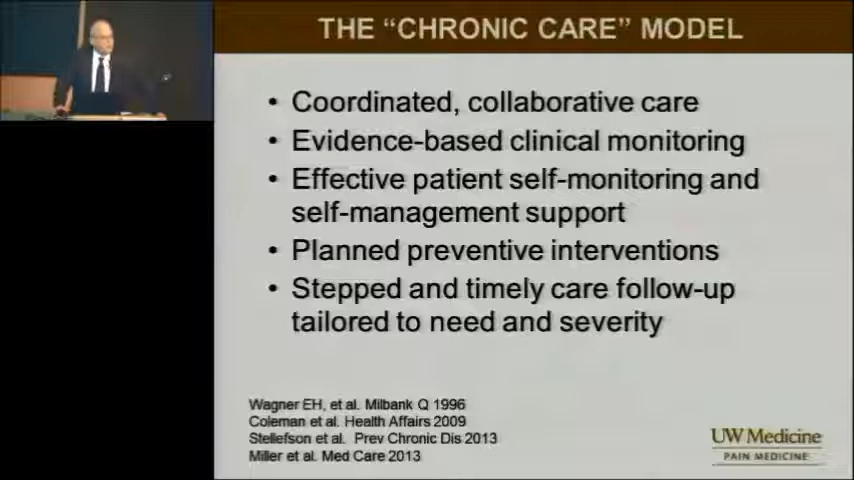 THE “CHRONIC CARE” MODEL
• Coordinated, collaborative care
• Evidence-based clinical monitoring
• Effective patient self-monitoring and
self-management support
• Planned preventive interventions
• Stepped and timely care follow-up
tailored to need and severity
Wagner EH, et al. Milbank Q 1996
Coleman et al. Health Affairs 2009
Stellefson et al. Prev Chronic Dis 2013
Miller et al. Med Care 2013
UW Medicine
PAIN MEDICINE